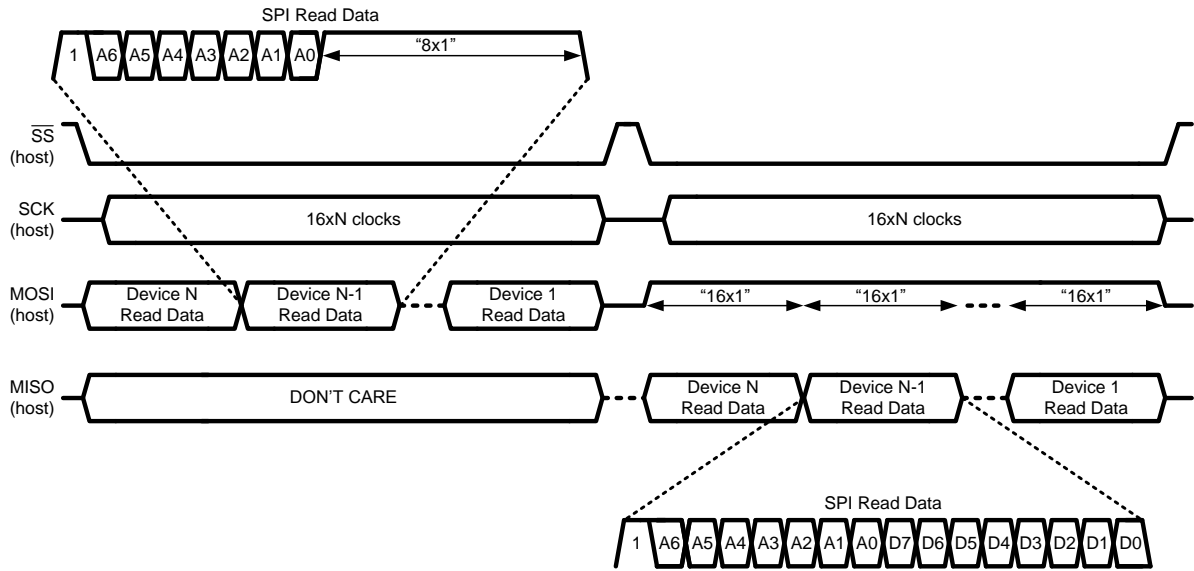 SPI Read Data
1 A6 A5 A4 A3 A2 A1 A0 “8x1”
SS
(host)
SCK
(host)
16xN clocks
16xN clocks
MOSI
(host)
Device N
Read Data
Device N-1
Read Data
Device 1
Read Data
“16x1”
“16x1”
“16x1”
MISO
(host)
DON'T CARE
Device N
Read Data
Device N-1
Read Data
Device 1
Read Data
SPI Read Data
1 A6 A5 A4 A3 A2 A1 A0 D7 D6 D5 D4 D3 D2 D1 D0